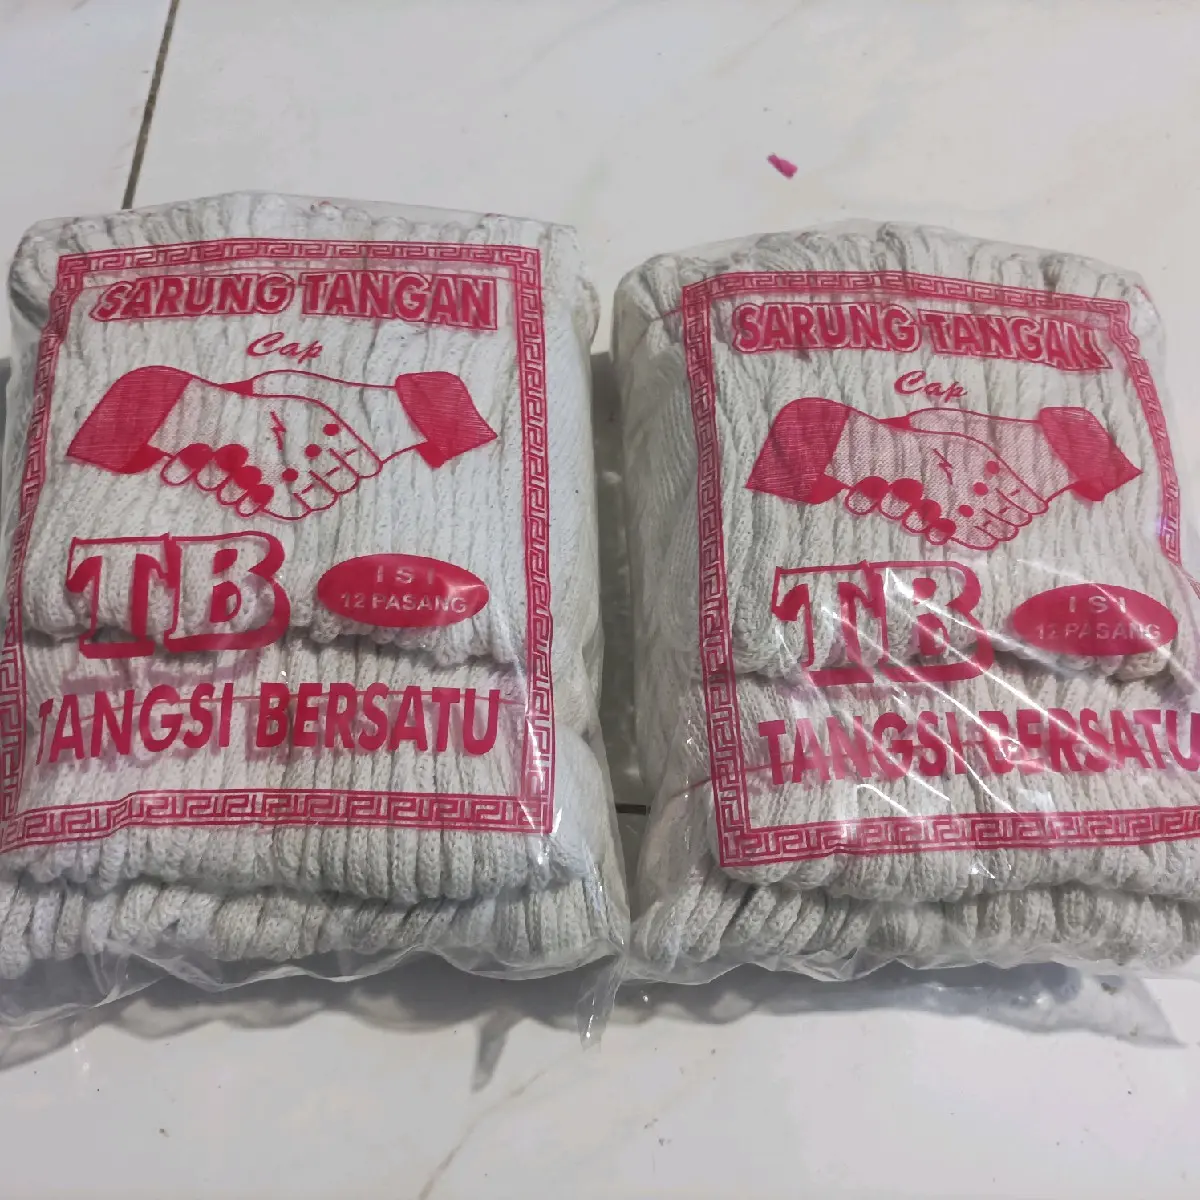 SARUNG TANGAN
Cap
TB
ISI
12 PASANG
TANGSI BERSATU
SARUNG TANGAN
Cap
TB
ISI
12 PASANG
TANGSI BERSATU